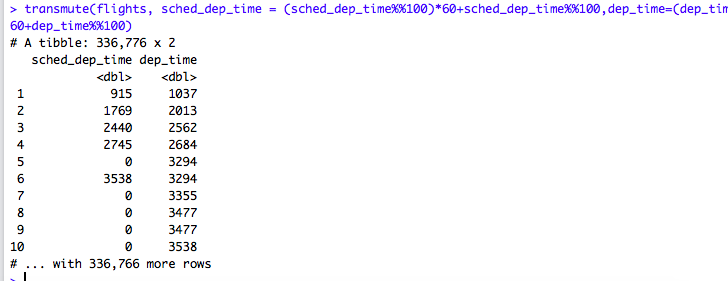 > transmute(flights, sched_dep_time = (sched_dep_time%%100)*60+sched_dep_time%%100,dep_time=(dep_tim
60+dep_time%%100)
# A tibble: 336,776 x 2
sched_dep_time dep_time
<dbl> <dbl>
1 915 1037
2 1769 2013
3 2440 2562
4 2745 2684
5 0 3294
6 3538 3294
7 0 3355
8 0 3477
9 0 3477
10 0 3538
# ... with 336,766 more rows
>